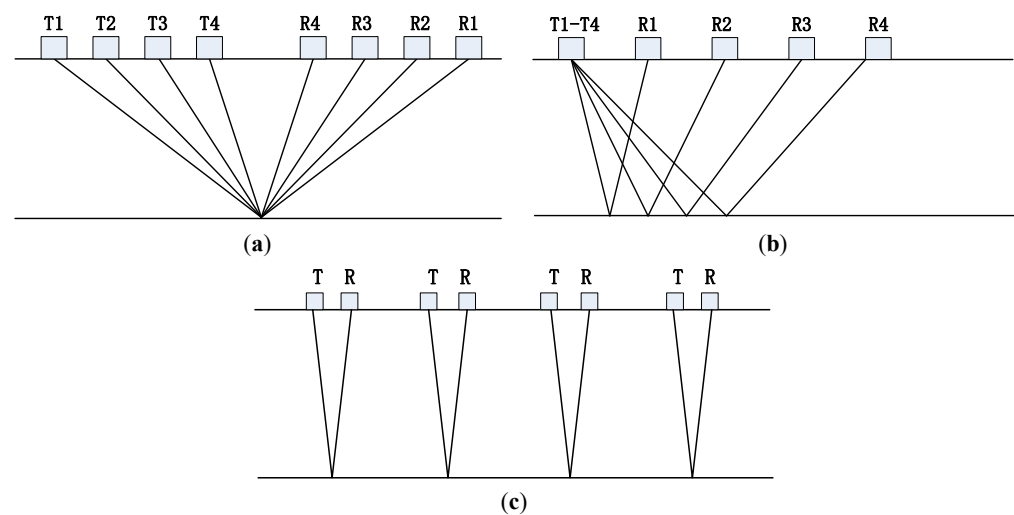 T1 T2 T3 T4 R4 R3 R2 R1
(a)
T1-T4 R1 R2 R3 R4
(b)
T R T R T R T R
(c)